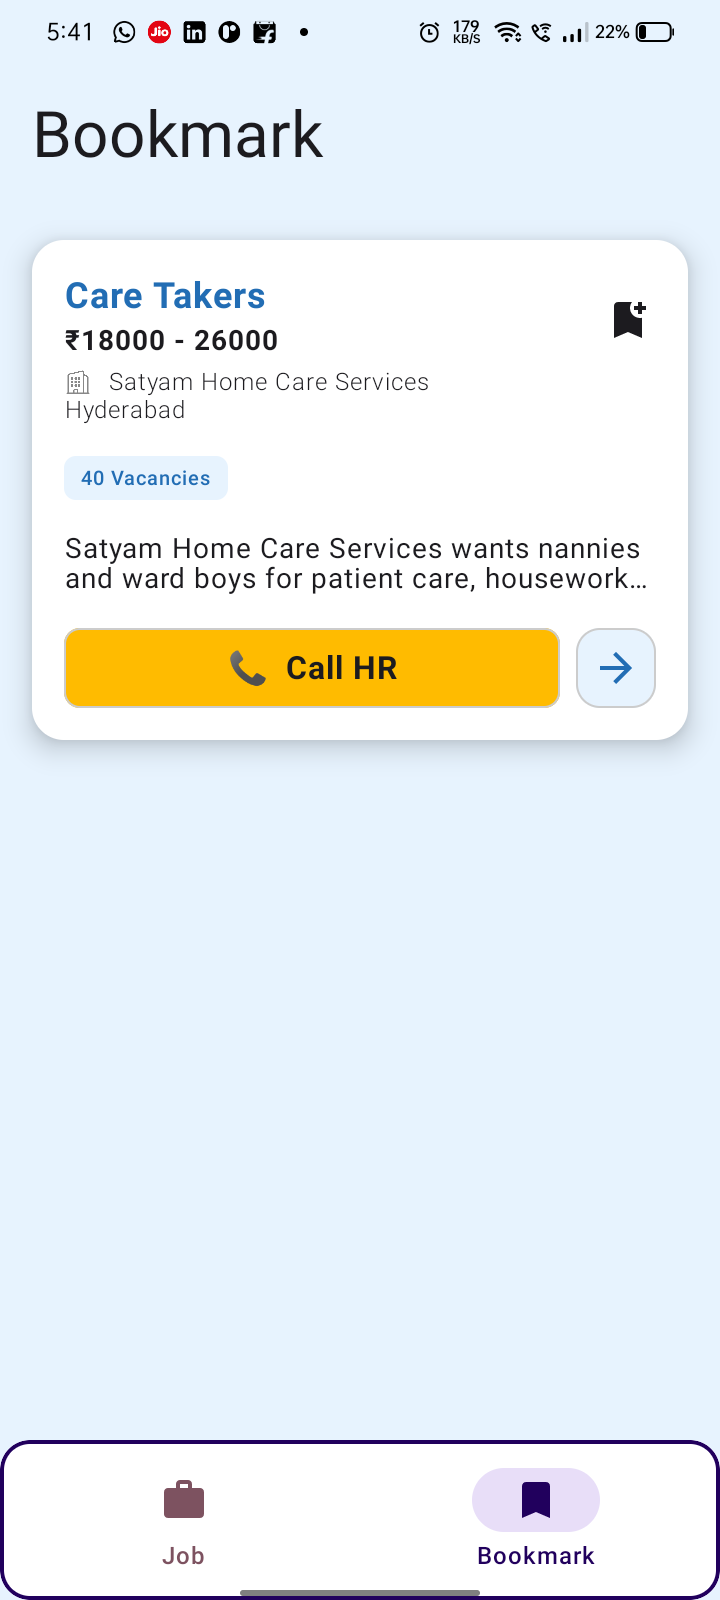 5:41 Jio in 179 KB/S 22%
Bookmark
Care Takers
₹18000 - 26000
Satyam Home Care Services
Hyderabad
40 Vacancies
Satyam Home Care Services wants nannies
and ward boys for patient care, housework...
Call HR
Job Bookmark